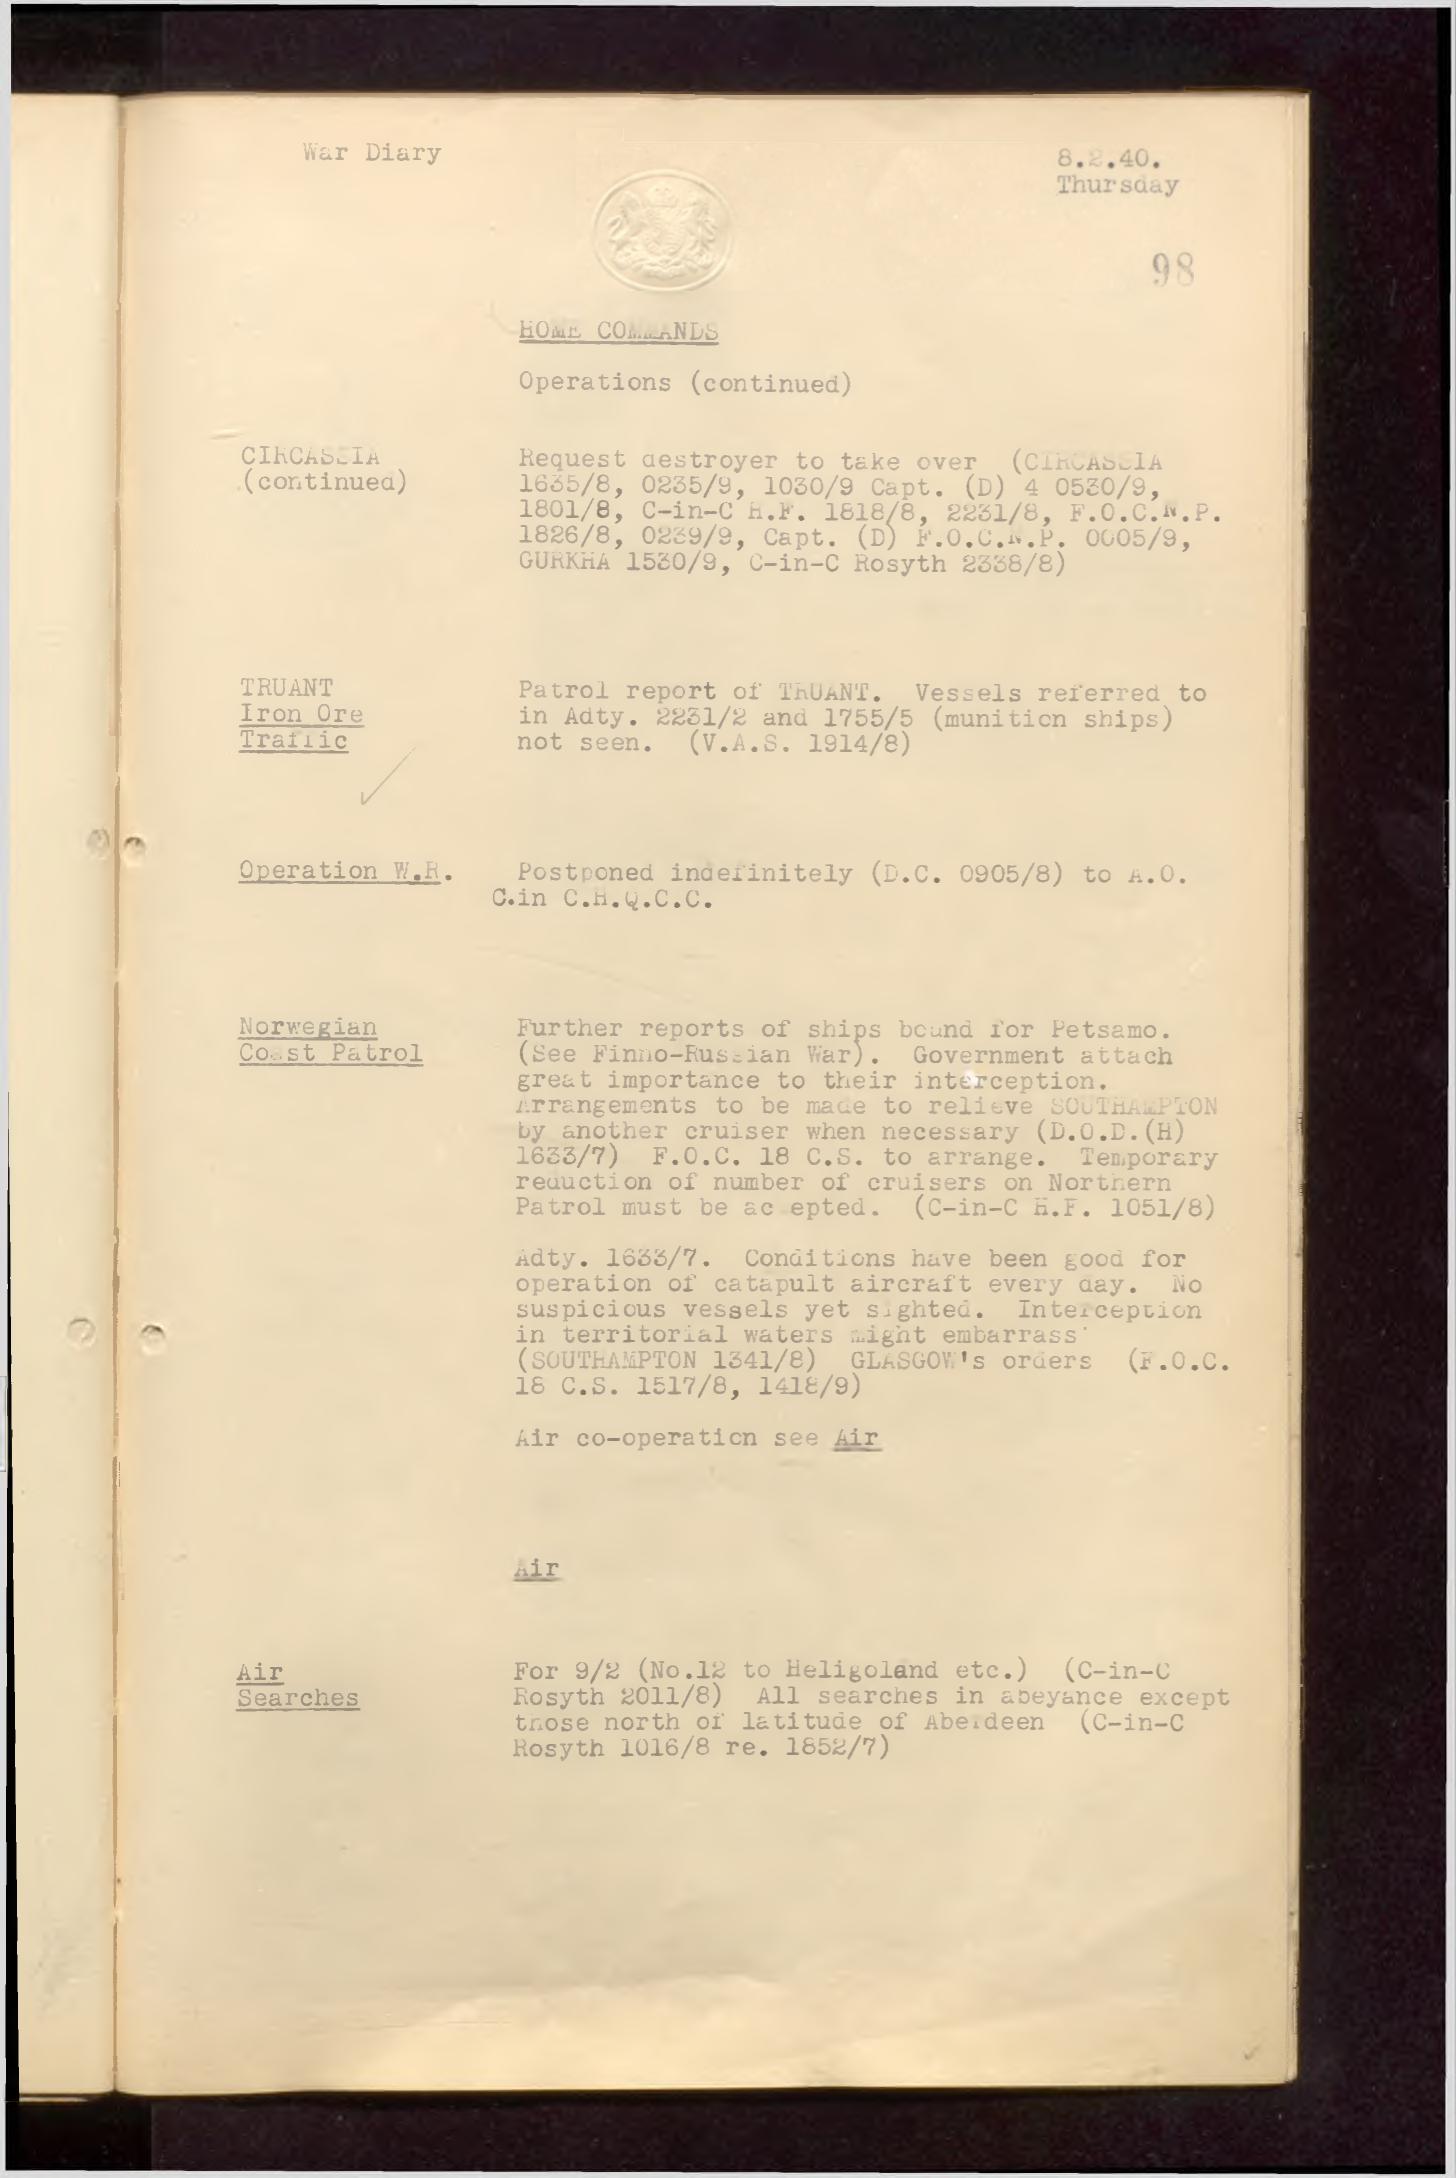 War Diary
8.2.40.
Thursday
98
HOME COMMANDS
Operations (continued)
CIRCASSIA
(continued)
Request destroyer to take over (CIRCASSIA
1635/8, 0235/9, 1030/9 Capt. (D) 4 0530/9,
1801/8, C-in-C H.F. 1818/8, 2231/8, F.O.C.N.P.
1826/8, 0239/9, Capt. (D) F.O.C.N.P. 0005/9,
GURKHA 1530/9, C-in-C Rosyth 2338/8)
TRUANT
Iron Ore
Traffic
Patrol report of TRUANT. Vessels referred to
in Adty. 2231/2 and 1755/5 (munition ships)
not seen. (V.A.S. 1914/8)
Operation W.R.
Postponed indefinitely (D.C. 0905/8) to A.O.
C.in C.H.Q.C.C.
Norwegian
Coast Patrol
Further reports of ships bound for Petsamo.
(See Finno-Russian War). Government attach
great importance to their interception.
Arrangements to be made to relieve SOUTHAMPTON
by another cruiser when necessary (D.O.D.(H)
1633/7) F.O.C. 18 C.S. to arrange. Temporary
reduction of number of cruisers on Northern
Patrol must be ac epted. (C-in-C H.F. 1051/8)
Adty. 1633/7. Conditions have been good for
operation of catapult aircraft every day. No
suspicious vessels yet sighted. Interception
in territorial waters might embarrass
(SOUTHAMPTON 1341/8) GLASGOW's orders (F.O.C.
18 C.S. 1517/8, 1418/9)
Air co-operation see Air
Air
Air
Searches
For 9/2 (No.12 to Heligoland etc.) (C-in-C
Rosyth 2011/8) All searches in abeyance except
those north of latitude of Aberdeen (C-in-C
Rosyth 1016/8 re. 1852/7)